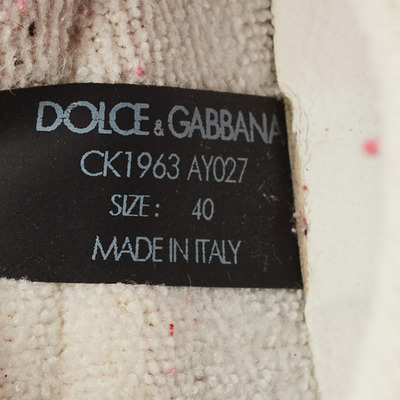 DOLCE & GABBANA
CK1963 AY027
SIZE: 40
MADE IN ITALY